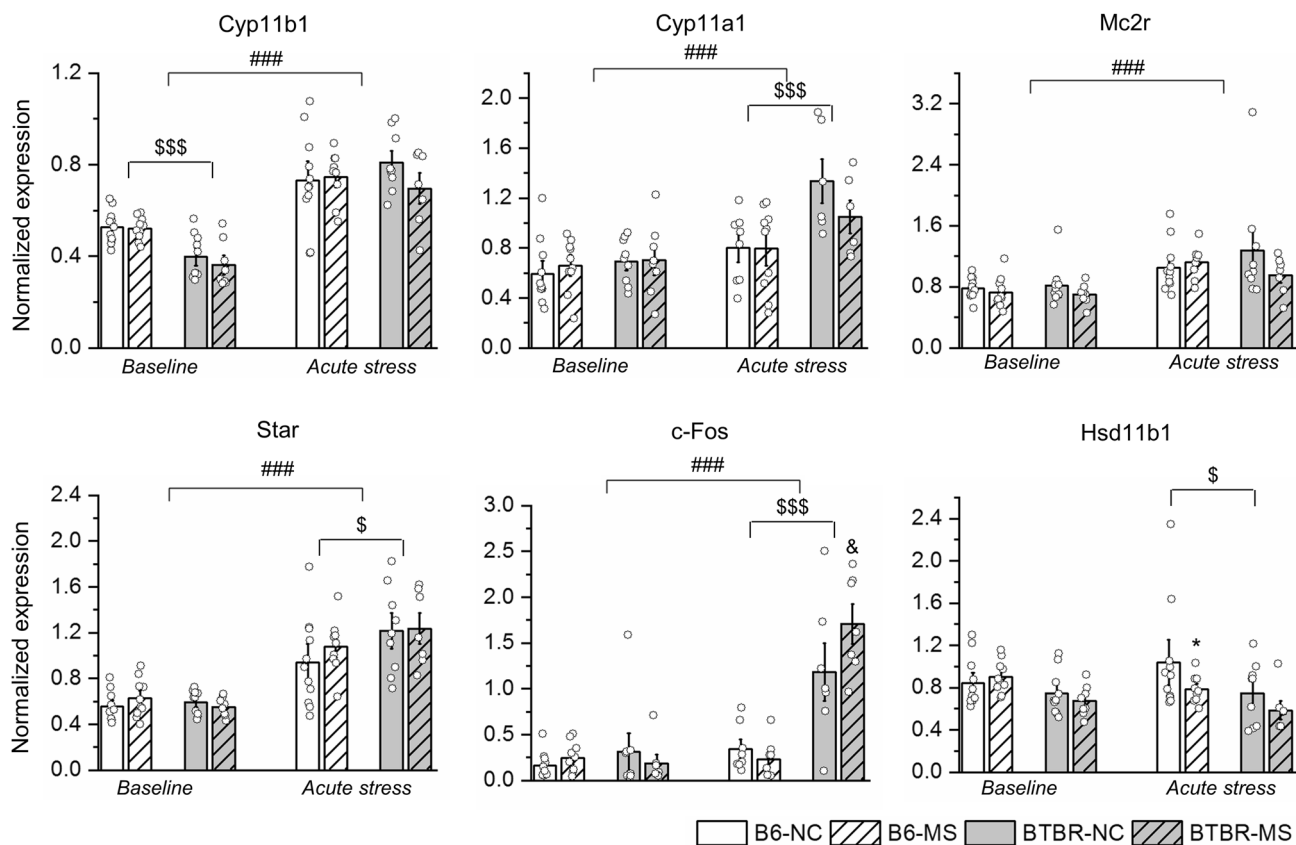 Cyp11b1
Normalized expression
1.2
0.8
0.4
0.0
###
$$$
Baseline
Acute stress
Cyp11a1
2.0
1.6
1.2
0.8
0.4
0.0
###
$$$
Baseline
Acute stress
Mc2r
3.2
2.4
1.6
0.8
0.0
###
Baseline
Acute stress
Star
Normalized expression
2.4
2.0
1.6
1.2
0.8
0.4
0.0
###
$
Baseline
Acute stress
c-Fos
3.0
2.5
2.0
1.5
1.0
0.5
0.0
###
$$$
&
Hsd11b1
2.4
2.0
1.6
1.2
0.8
0.4
0.0
$
*
Baseline
Acute stress
B6-NC B6-MS BTBR-NC BTBR-MS